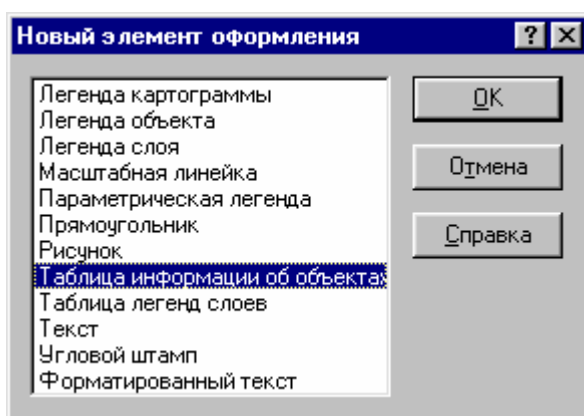 Новый элемент оформления
Легенда картограммы
Легенда объекта
Легенда слоя
Масштабная линейка
Параметрическая легенда
Прямоугольник
Рисунок
Таблица информации об объектах
Таблица легенд слоев
Текст
Угловой штамп
Форматированный текст
OK
Отмена
Справка